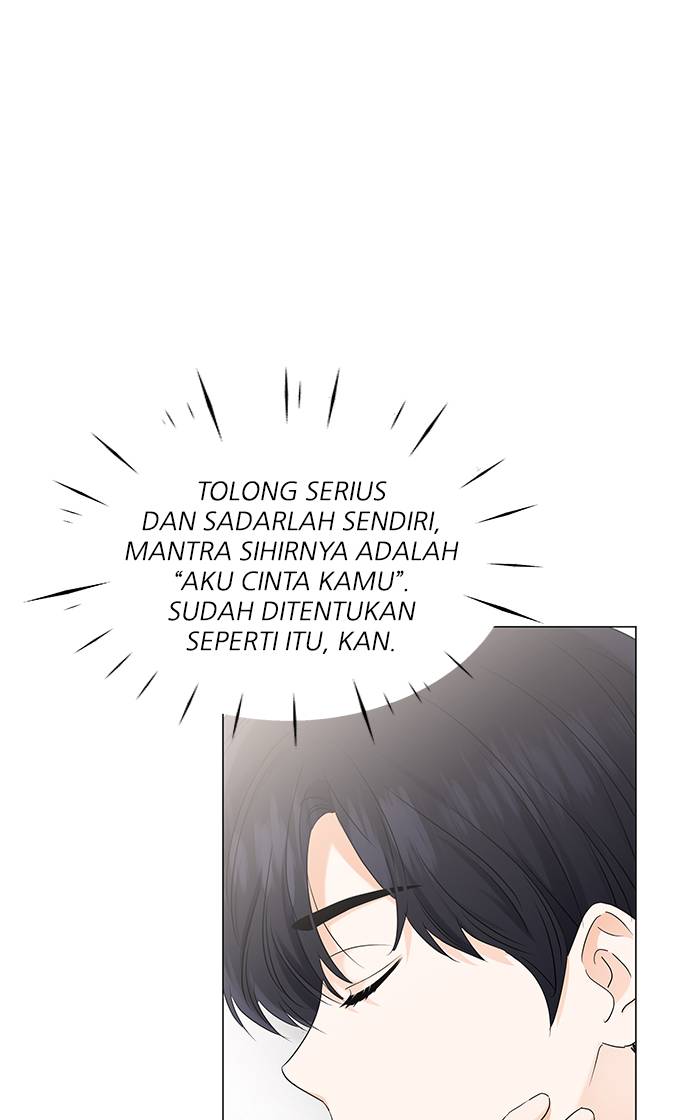 TOLONG SERIUS
DAN SADARLAH SENDIRI,
MANTRA SIHIRNYA ADALAH
“AKU CINTA KAMU”.
SUDAH DITENTUKAN
SEPERTI ITU, KAN.